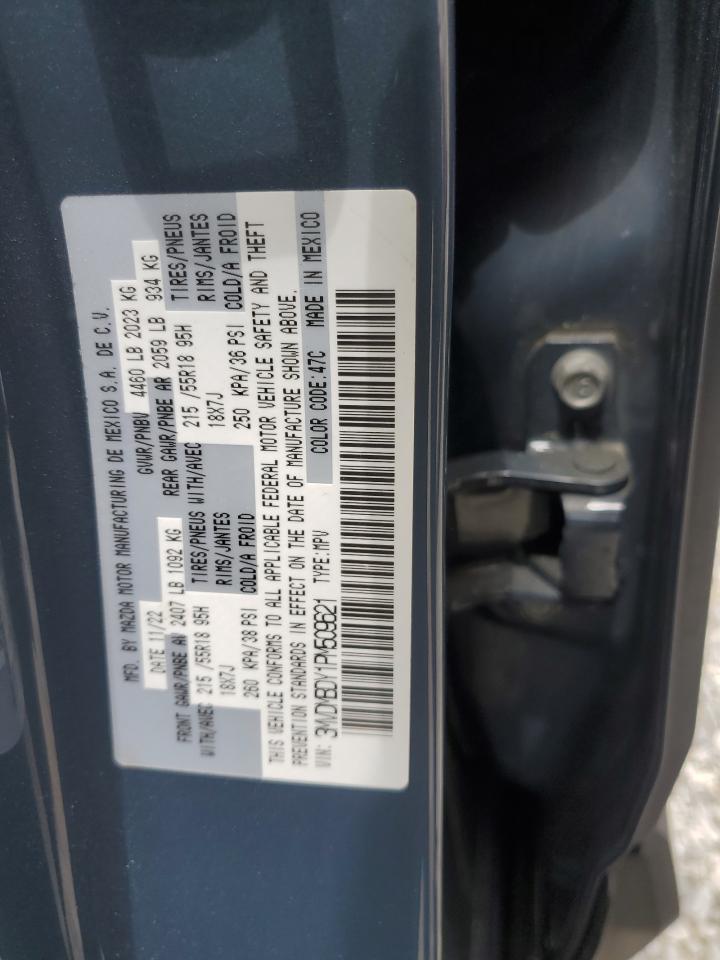 MFD. BY MAZDA MOTOR MANUFACTURING DE MEXICO S.A. DE C.V.
DATE 11/22 GVWR/PNBV 4460 LB 2023 KG
FRONT GAWR/PNBE AV 2407 LB 1092 KG REAR GAWR/PNBE AR 2059 LB 934 KG
WITH/AVEC 215 /55R18 95H TIRES/PNEUS WITH/AVEC 215 /55R18 95H TIRES/PNEUS
18X7J RIMS/JANTES 18X7J RIMS/JANTES
260 KPA/38 PSI COLD/A FROID 250 KPA/36 PSI COLD/A FROID
THIS VEHICLE CONFORMS TO ALL APPLICABLE FEDERAL MOTOR VEHICLE SAFETY AND THEFT
PREVENTION STANDARDS IN EFFECT ON THE DATE OF MANUFACTURE SHOWN ABOVE.
VIN: 3MVDMBDY1PM509621 TYPE:MPV COLOR CODE:47C MADE IN MEXICO